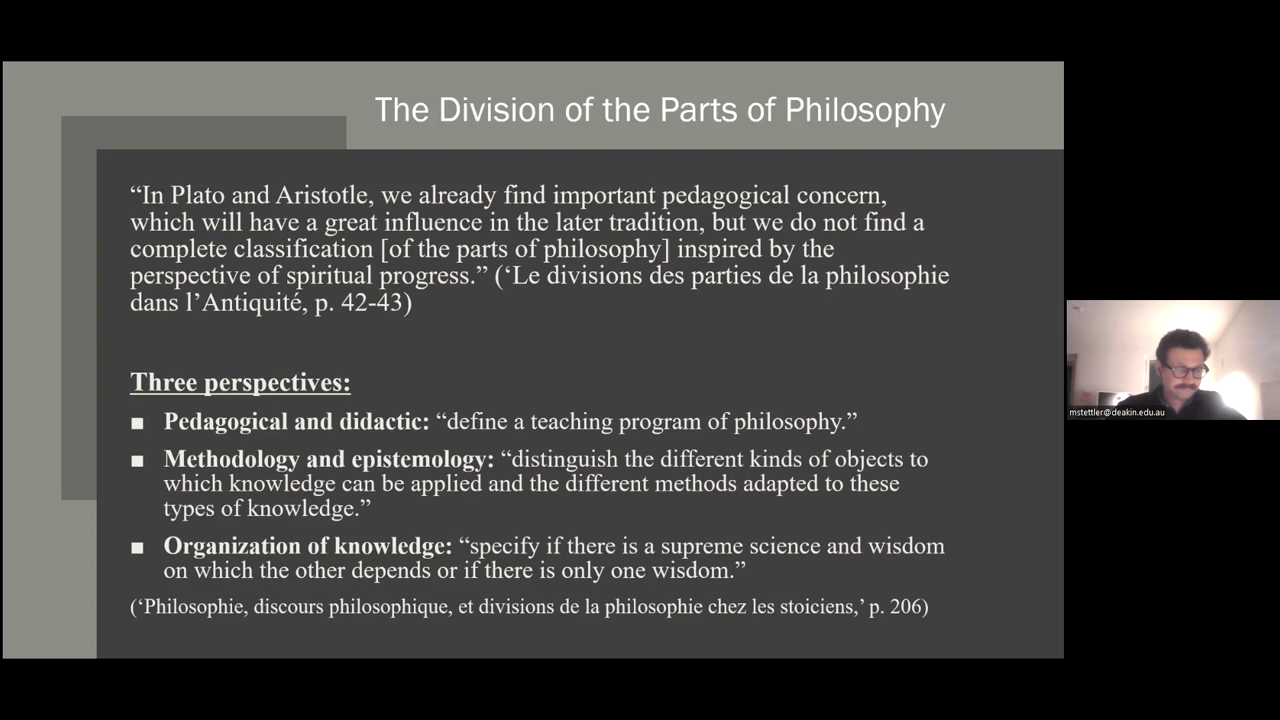 The Division of the Parts of Philosophy
“In Plato and Aristotle, we already find important pedagogical concern,
which will have a great influence in the later tradition, but we do not find a
complete classification [of the parts of philosophy] inspired by the
perspective of spiritual progress.” (‘Le divisions des parties de la philosophie
dans l’Antiquité, p. 42-43)
Three perspectives:
■ Pedagogical and didactic: “define a teaching program of philosophy.”
■ Methodology and epistemology: “distinguish the different kinds of objects to
which knowledge can be applied and the different methods adapted to these
types of knowledge.”
■ Organization of knowledge: “specify if there is a supreme science and wisdom
on which the other depends or if there is only one wisdom.”
(‘Philosophie, discours philosophique, et divisions de la philosophie chez les stoiciens,’ p. 206)
mstettler@deakin.edu.au